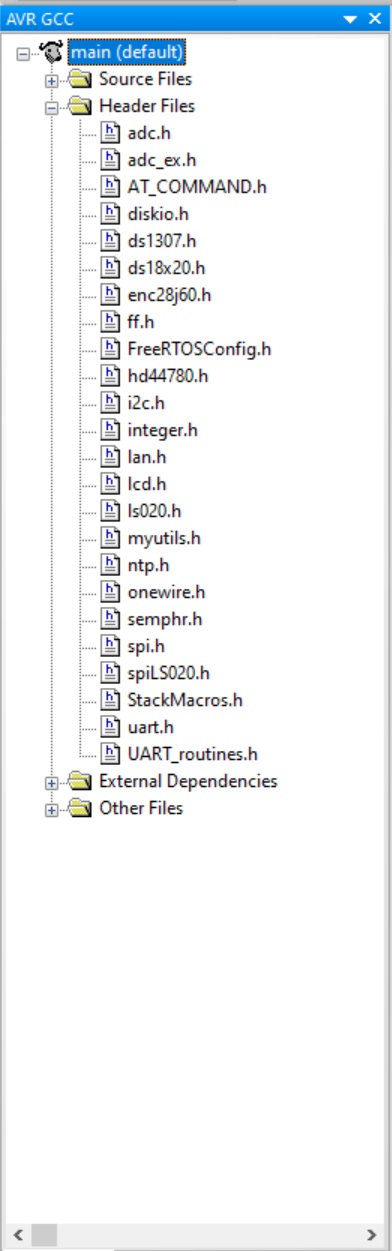 AVR GCC
main (default)
Source Files
Header Files
adc.h
adc_ex.h
AT_COMMAND.h
diskio.h
ds1307.h
ds18x20.h
enc28j60.h
ff.h
FreeRTOSConfig.h
hd44780.h
i2c.h
integer.h
lan.h
lcd.h
ls020.h
myutils.h
ntp.h
onewire.h
semphr.h
spi.h
spiLS020.h
StackMacros.h
uart.h
UART_routines.h
External Dependencies
Other Files